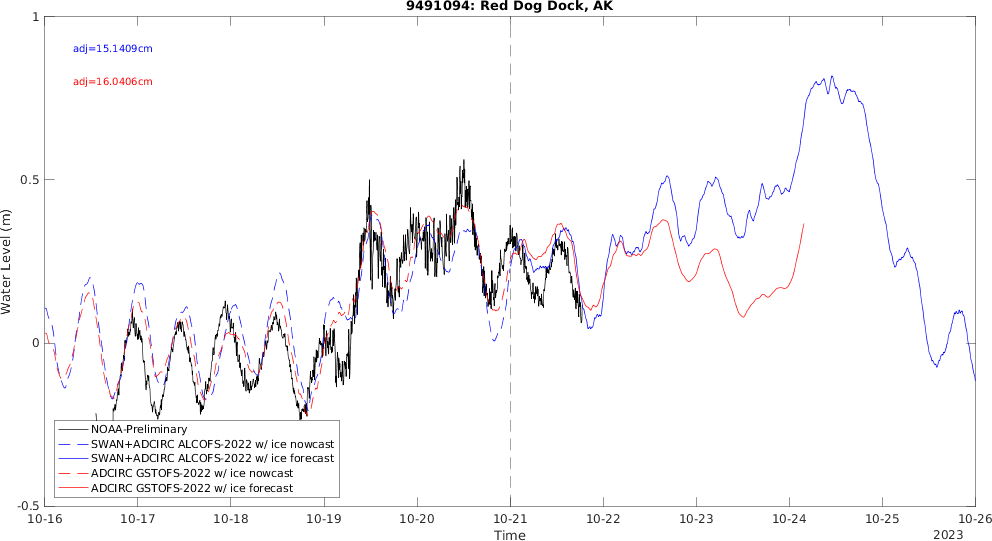 9491094: Red Dog Dock, AK
adj=15.1409cm
adj=16.0406cm
Water Level (m)
1
0.5
0
-0.5
NOAA-Preliminary
SWAN+ADCIRC ALCOFS-2022 w/ ice nowcast
SWAN+ADCIRC ALCOFS-2022 w/ ice forecast
ADCIRC GSTOFS-2022 w/ ice nowcast
ADCIRC GSTOFS-2022 w/ ice forecast
10-16 10-17 10-18 10-19 10-20 10-21 10-22 10-23 10-24 10-25 10-26
Time
2023